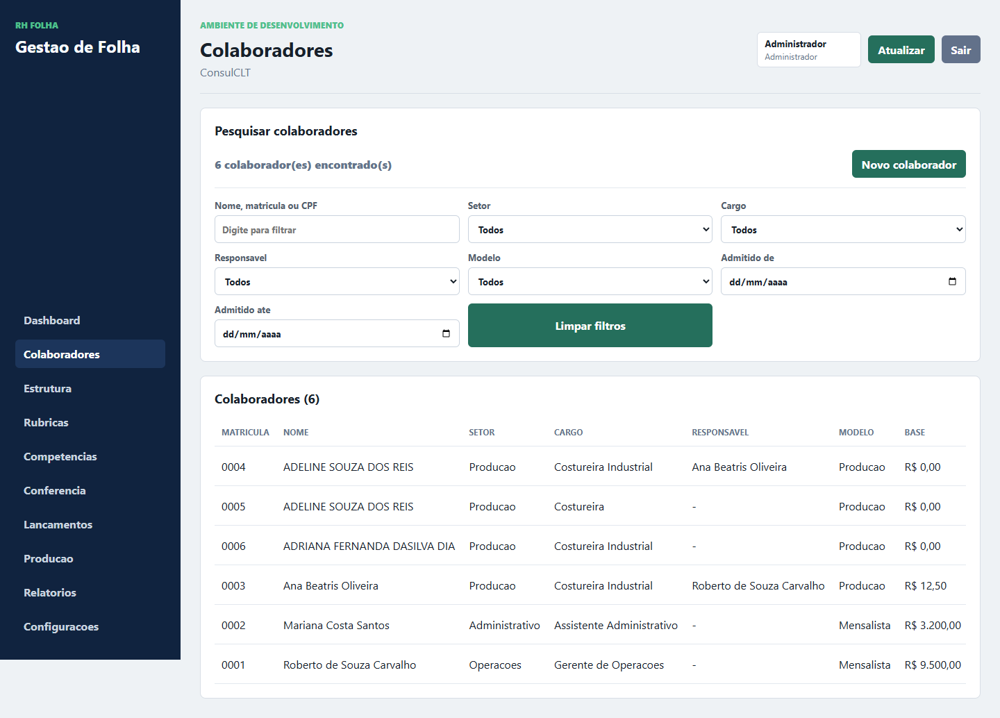 RH FOLHA
Gestao de Folha
Dashboard
Colaboradores
Estrutura
Rubricas
Competencias
Conferencia
Lancamentos
Producao
Relatorios
Configuracoes
AMBIENTE DE DESENVOLVIMENTO
Colaboradores
ConsulCLT
Administrador
Administrador
Atualizar
Sair
Pesquisar colaboradores
6 colaborador(es) encontrado(s)
Novo colaborador
Nome, matricula ou CPF
Digite para filtrar
Setor
Todos
Cargo
Todos
Responsavel
Todos
Modelo
Todos
Admitido de
dd/mm/aaaa
Admitido ate
dd/mm/aaaa
Limpar filtros
Colaboradores (6)
MATRICULA NOME SETOR CARGO RESPONSAVEL MODELO BASE
0004 ADELINE SOUZA DOS REIS Producao Costureira Industrial Ana Beatris Oliveira Producao R$ 0,00
0005 ADELINE SOUZA DOS REIS Producao Costureira - Producao R$ 0,00
0006 ADRIANA FERNANDA DASILVA DIA Producao Costureira Industrial - Producao R$ 0,00
0003 Ana Beatris Oliveira Producao Costureira Industrial Roberto de Souza Carvalho Producao R$ 12,50
0002 Mariana Costa Santos Administrativo Assistente Administrativo - Mensalista R$ 3.200,00
0001 Roberto de Souza Carvalho Operacoes Gerente de Operacoes - Mensalista R$ 9.500,00